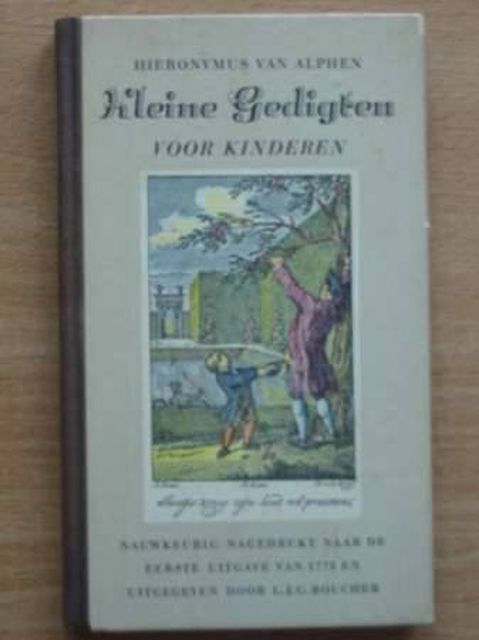 HIERONYMUS VAN ALPHEN
Kleine Gedigten
VOOR KINDEREN
NAUWKEURIG NAGEDRUKT NAAR DE
EERSTE UITGAVE VAN 1778 EN
UITGEGEVEN DOOR L.J.C. BOUCHER